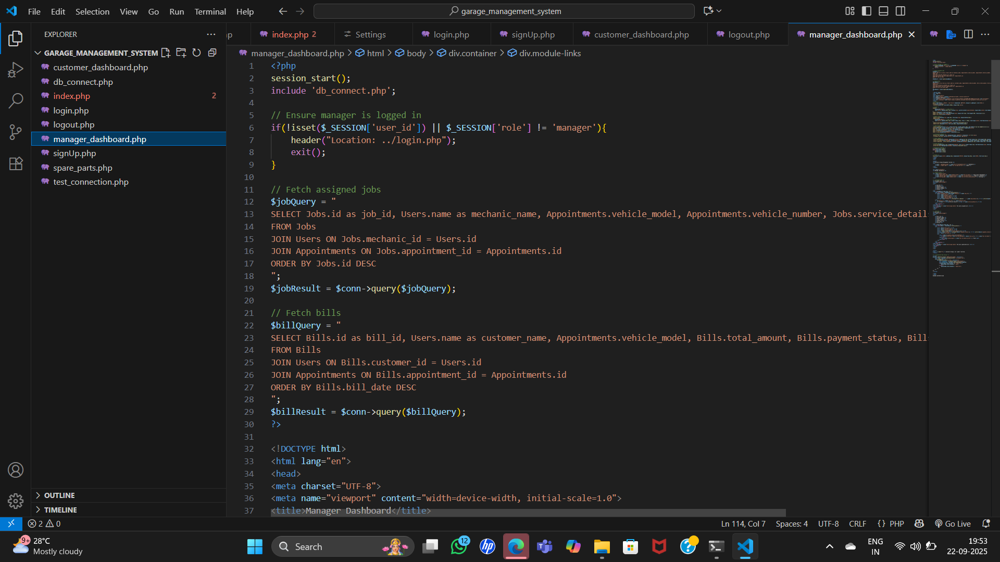 File Edit Selection View Go Run Terminal Help
garage_management_system
EXPLORER
GARAGE_MANAGEMENT_SYSTEM
customer_dashboard.php
db_connect.php
index.php 2
login.php
logout.php
manager_dashboard.php
signUp.php
spare_parts.php
test_connection.php
OUTLINE
TIMELINE
p index.php 2 Settings login.php signUp.php customer_dashboard.php logout.php manager_dashboard.php
manager_dashboard.php > html > body > div.container > div.module-links
1 <?php
2 session_start();
3 include 'db_connect.php';
4
5 // Ensure manager is logged in
6 if(!isset($_SESSION['user_id']) || $_SESSION['role'] != 'manager'){
7 header("Location: ../login.php");
8 exit();
9 }
10
11 // Fetch assigned jobs
12 $jobQuery = "
13 SELECT Jobs.id as job_id, Users.name as mechanic_name, Appointments.vehicle_model, Appointments.vehicle_number, Jobs.service_details
14 FROM Jobs
15 JOIN Users ON Jobs.mechanic_id = Users.id
16 JOIN Appointments ON Jobs.appointment_id = Appointments.id
17 ORDER BY Jobs.id DESC
18 ";
19 $jobResult = $conn->query($jobQuery);
20
21 // Fetch bills
22 $billQuery = "
23 SELECT Bills.id as bill_id, Users.name as customer_name, Appointments.vehicle_model, Bills.total_amount, Bills.payment_status, Bill
24 FROM Bills
25 JOIN Users ON Bills.customer_id = Users.id
26 JOIN Appointments ON Bills.appointment_id = Appointments.id
27 ORDER BY Bills.bill_date DESC
28 ";
29 $billResult = $conn->query($billQuery);
30 ?>
31
32 <!DOCTYPE html>
33 <html lang="en">
34 <head>
35 <meta charset="UTF-8">
36 <meta name="viewport" content="width=device-width, initial-scale=1.0">
37 <title>Manager Dashboard</title>
2 0 Ln 114, Col 7 Spaces: 4 UTF-8 CRLF {} PHP Go Live
9+ 28°C
Mostly cloudy
Search
12
hp
ENG
IN
19:53
22-09-2025